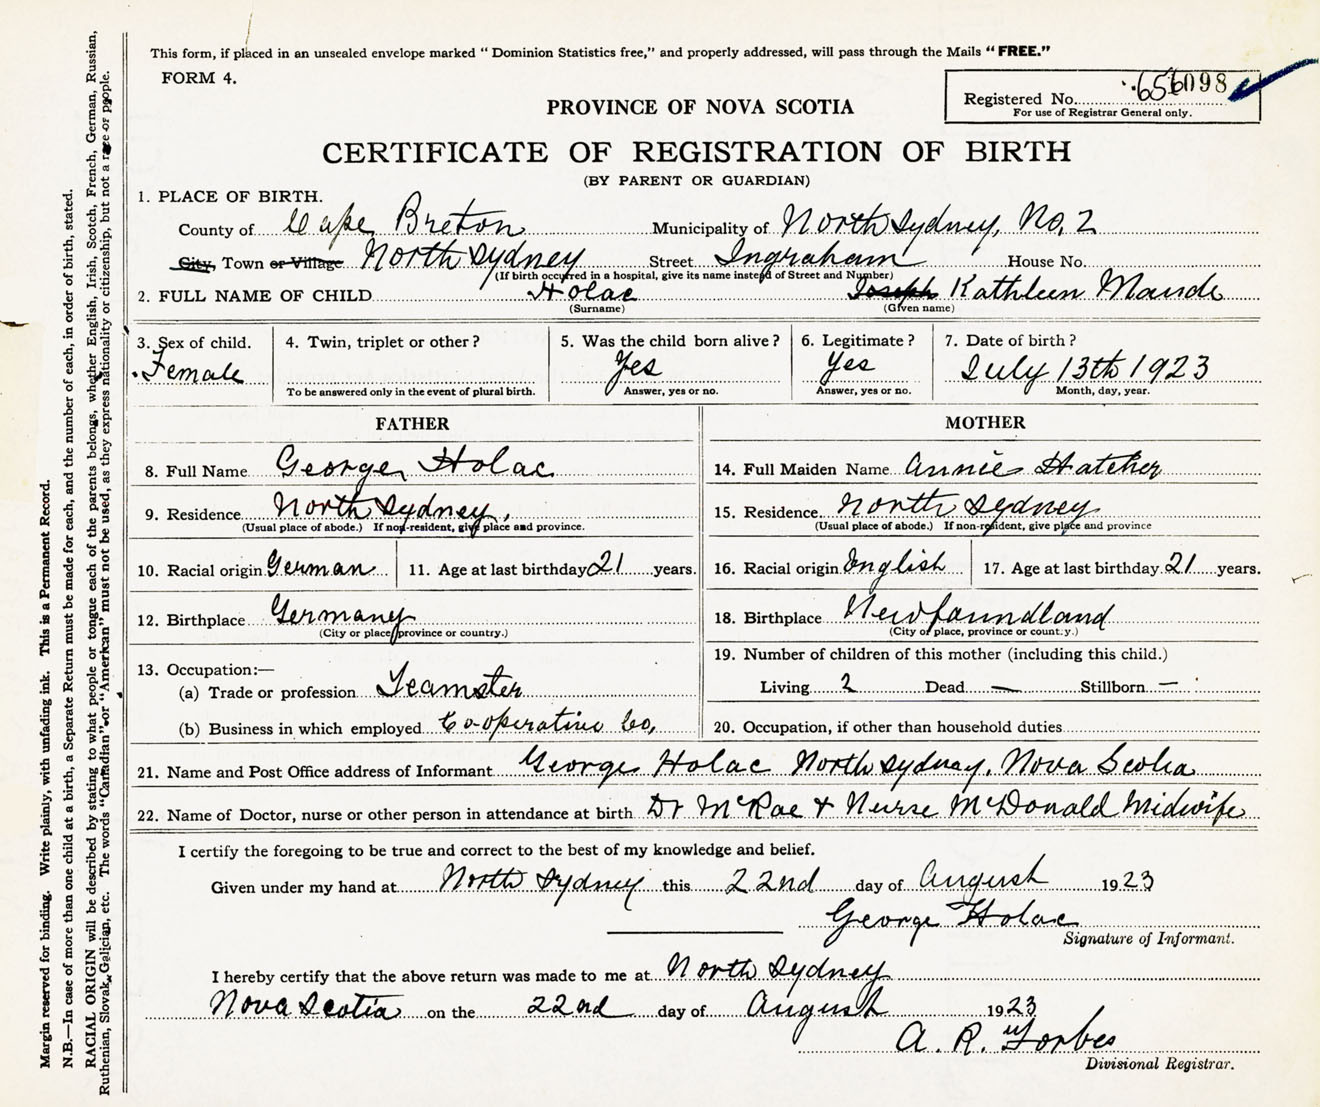 This form, if placed in an unsealed envelope marked " Dominion Statistics free," and properly addressed, will pass through the Mails " FREE."
FORM 4.
Registered No. 098
For use of Registrar General only.
PROVINCE OF NOVA SCOTIA
CERTIFICATE OF REGISTRATION OF BIRTH
(BY PARENT OR GUARDIAN)
1. PLACE OF BIRTH.
County of Cape Breton Municipality of North Sydney, No, 2
City, Town or Village North Sydney Street Ingraham House No.
(If birth occurred in a hospital, give its name instead of Street and Number)
2. FULL NAME OF CHILD Holac Joseph Kathleen Maude
(Surname) (Given name)
3. Sex of child. 4. Twin, triplet or other? 5. Was the child born alive? 6. Legitimate? 7. Date of birth?
Female Yes Yes July 13th 1923
To be answered only in the event of plural birth. Answer, yes or no. Answer, yes or no. Month, day, year.
FATHER
8. Full Name George Holac
9. Residence North Sydney,
(Usual place of abode.) If non-resident, give place and province.
10. Racial origin German 11. Age at last birthday 21 years.
12. Birthplace Germany
(City or place province or country.)
13. Occupation:—
(a) Trade or profession Teamster
(b) Business in which employed Co-operative Co,
MOTHER
14. Full Maiden Name Annie Hatcher
15. Residence. North Sydney
(Usual place of abode.) If non-resident, give place and province
16. Racial origin English 17. Age at last birthday. 21 years.
18. Birthplace Newfoundland
(City or place, province or county.)
19. Number of children of this mother (including this child.)
Living 2 Dead — Stillborn —
20. Occupation, if other than household duties
21. Name and Post Office address of Informant George Holac North Sydney, Nova Scotia
22. Name of Doctor, nurse or other person in attendance at birth Dr McRae + Nurse McDonald Midwife
I certify the foregoing to be true and correct to the best of my knowledge and belief.
Given under my hand at North Sydney this 22nd day of August 1923
George Holac
Signature of Informant.
I hereby certify that the above return was made to me at North Sydney
Nova Scotia on the 22nd day of August 1923
A. R. Forbes
Divisional Registrar.
Margin reserved for binding. Write plainly, with unfading ink. This is a Permanent Record.
N.B.—In case of more than one child at a birth, a Separate Return must be made for each, and the number of each, in order of birth, stated.
RACIAL ORIGIN will be described by stating to what people or tongue each of the parents belongs, whether English, Irish, Scotch, French, German, Russian,
Ruthenian, Slovak, Galician, etc. The words "Canadian" or "American" must not be used, as they express nationality or citizenship, but not a race or people.